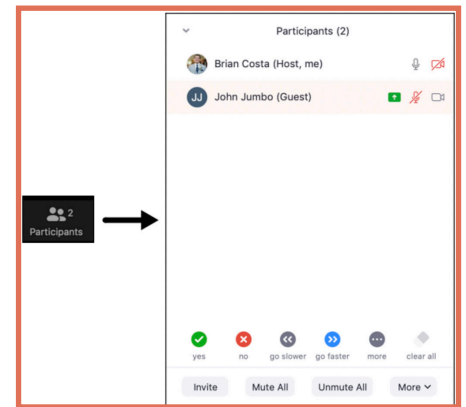 Participants (2)
Brian Costa (Host, me)
JJ John Jumbo (Guest)
2
Participants
yes no go slower go faster more clear all
Invite Mute All Unmute All More